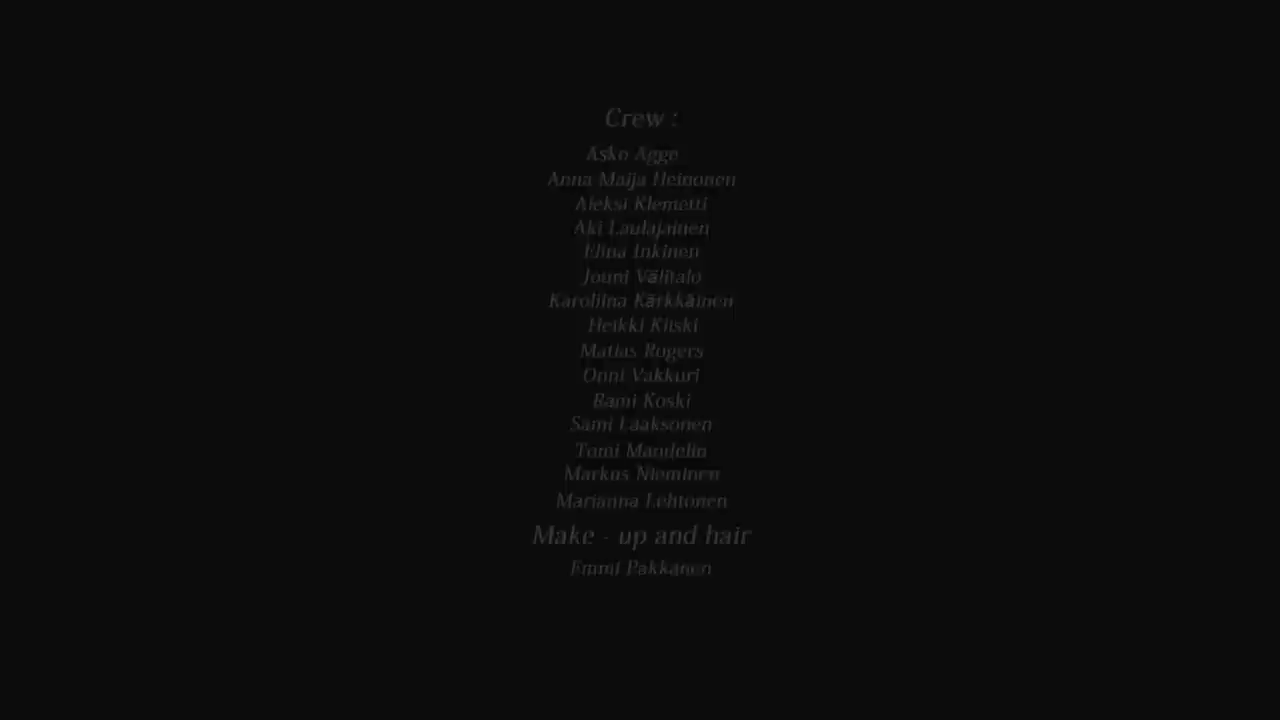 Crew :
Asko Agge
Anna Maija Heinonen
Aleksi Klemetti
Aki Laulajainen
Elina Inkinen
Jouni Välitalo
Karoliina Kärkkäinen
Heikki Kiiski
Matias Rogers
Onni Vakkuri
Rami Koski
Sami Laaksonen
Tomi Mandelin
Markus Nieminen
Marianna Lehtonen
Make - up and hair
Emmi Pakkanen